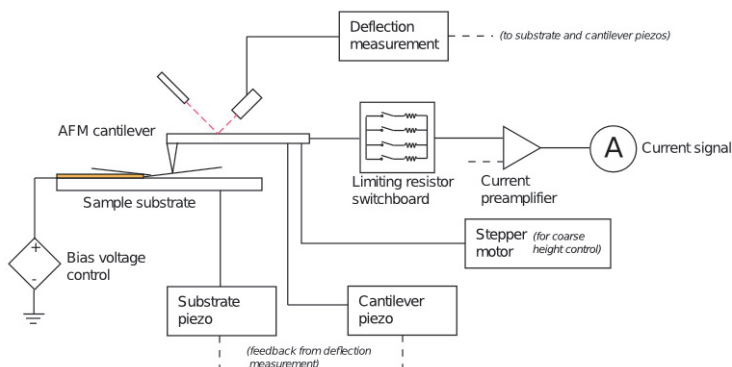 Deflection
measurement
(to substrate and cantilever piezos)
AFM cantilever
A
Current signal
Limiting resistor
switchboard
Current
preamplifier
Sample substrate
+
-
Bias voltage
control
Stepper
motor
(for coarse
height control)
Substrate
piezo
Cantilever
piezo
(feedback from deflection
measurement)